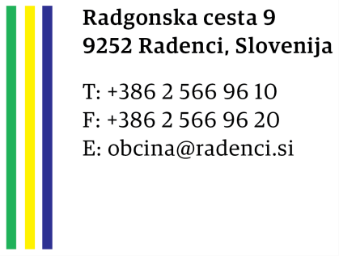 Radgonska cesta 9
9252 Radenci, Slovenija
T: +386 2 566 96 10
F: +386 2 566 96 20
E: obcina@radenci.si